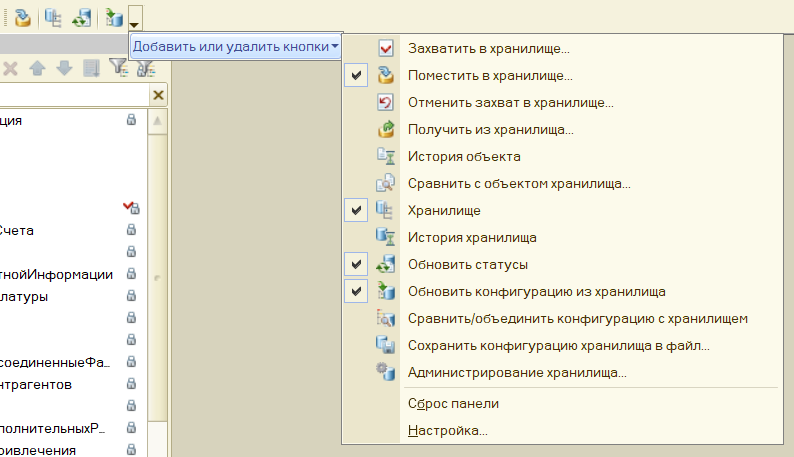 Добавить или удалить кнопки
Захватить в хранилище...
Поместить в хранилище...
Отменить захват в хранилище...
Получить из хранилища...
История объекта
Сравнить с объектом хранилища...
Хранилище
История хранилища
Обновить статусы
Обновить конфигурацию из хранилища
Сравнить/объединить конфигурацию с хранилищем
Сохранить конфигурацию хранилища в файл...
Администрирование хранилища...
Сброс панели
Настройка...
ция
Счета
тнойИнформации
латуры
соединенныеФа...
нтрагентов
полнительныхР...
ривлечения